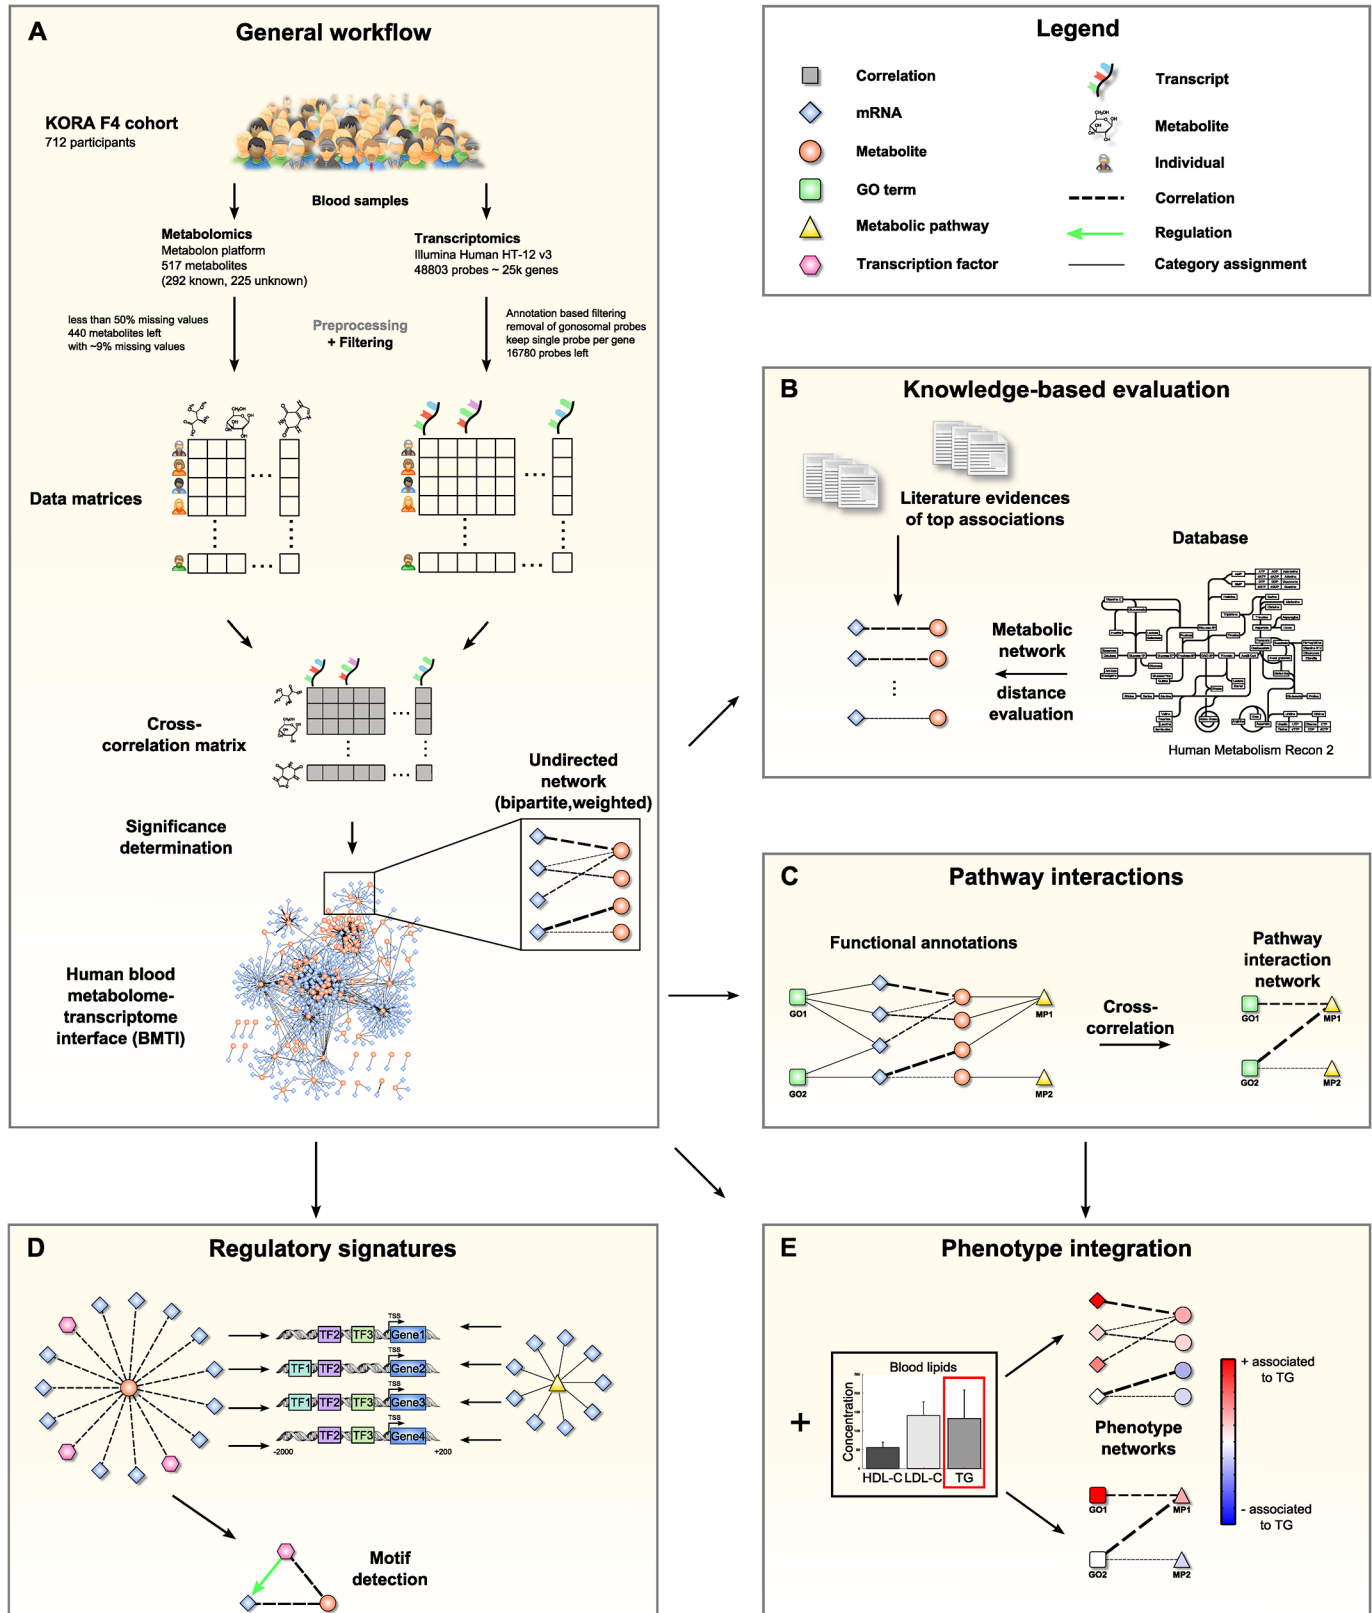 A
General workflow
KORA F4 cohort
712 participants
Blood samples
Metabolomics
Metabolon platform
517 metabolites
(292 known, 225 unknown)
Transcriptomics
Illumina Human HT-12 v3
48803 probes ~ 25k genes
less than 50% missing values
440 metabolites left
with ~9% missing values
Preprocessing
+ Filtering
Annotation based filtering
removal of gonosomal probes
keep single probe per gene
16780 probes left
Data matrices
Cross-
correlation matrix
Significance
determination
Undirected
network
(bipartite,weighted)
Human blood
metabolome-
transcriptome
interface (BMTI)
Legend
Correlation
mRNA
Metabolite
GO term
Metabolic pathway
Transcription factor
Transcript
Metabolite
Individual
Correlation
Regulation
Category assignment
B
Knowledge-based evaluation
Literature evidences
of top associations
Database
Metabolic
network
distance
evaluation
Human Metabolism Recon 2
C
Pathway interactions
Functional annotations
GO1
GO2
MP1
MP2
Cross-
correlation
Pathway
interaction
network
GO1
MP1
GO2
MP2
D
Regulatory signatures
TSS
TF2 TF3 Gene1
TSS
TF1 TF2 Gene2
TSS
TF1 TF2 TF3 Gene3
TSS
TF2 TF3 Gene4
-2000 +200
Motif
detection
E
Phenotype integration
+
Blood lipids
Concentration
HDL-C LDL-C TG
Phenotype
networks
+ associated
to TG
- associated
to TG
GO1
MP1
GO2
MP2